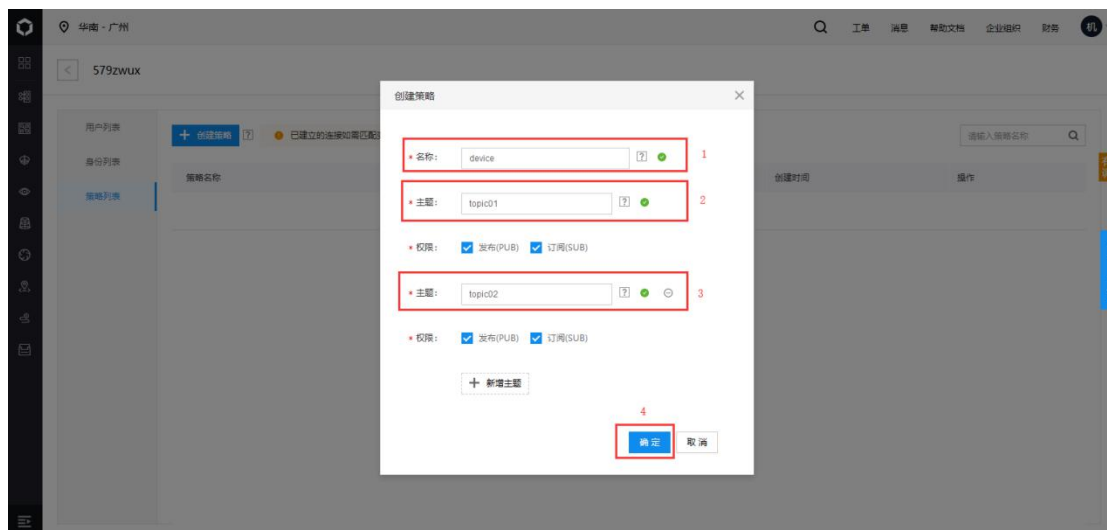 华南 - 广州
工单 消息 帮助文档 企业组织 财务 机
579zwux
创建策略
用户列表
+ 创建策略 ? 已建立的连接如需匹配
请输入策略名称
* 名称: device ? 1
身份列表
策略名称 创建时间 操作
策略列表
* 主题: topic01 ? 2
* 权限: 发布(PUB) 订阅(SUB)
* 主题: topic02 ? 3
* 权限: 发布(PUB) 订阅(SUB)
+ 新增主题
4
确定 取消